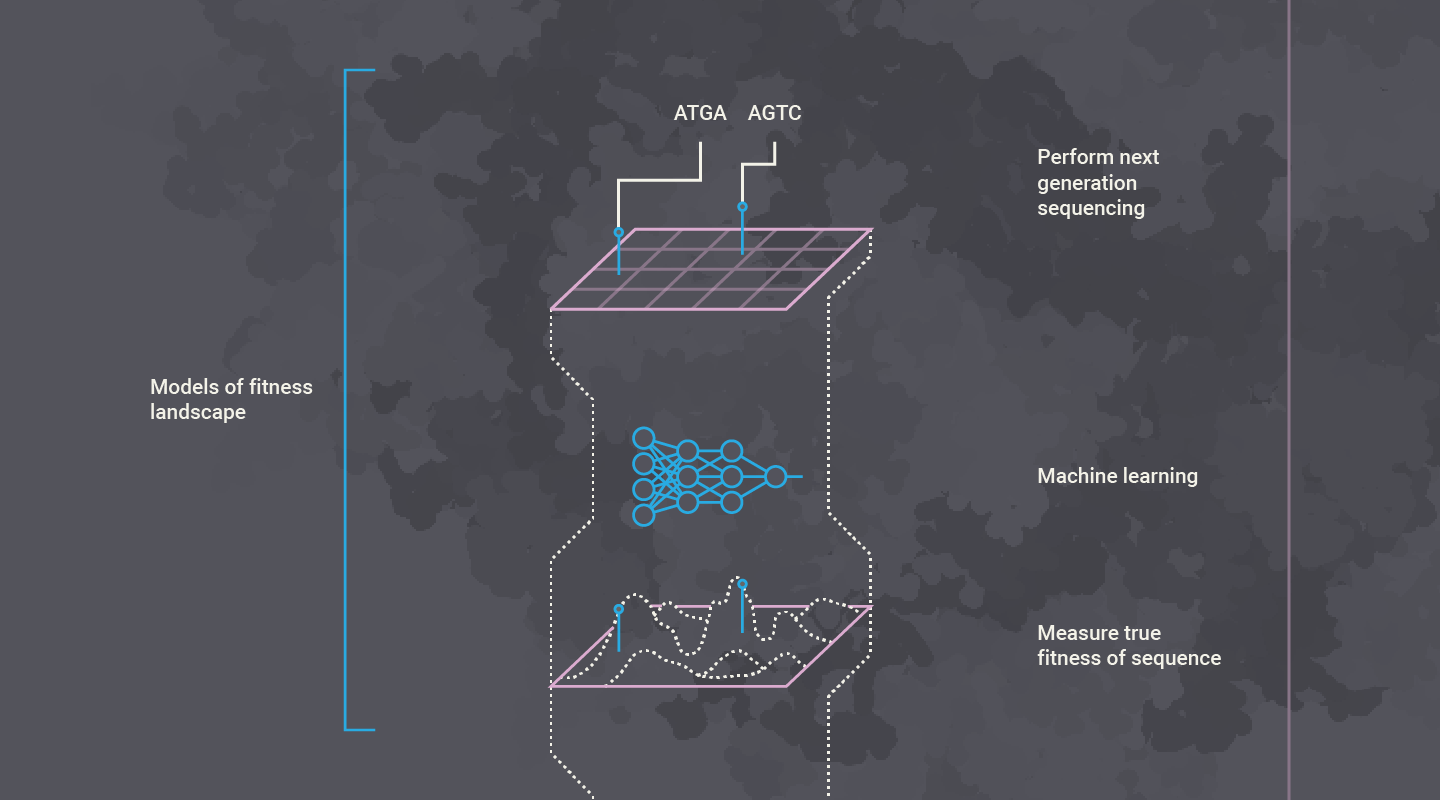 ATGA AGTC
Perform next
generation
sequencing
Models of fitness
landscape
Machine learning
Measure true
fitness of sequence